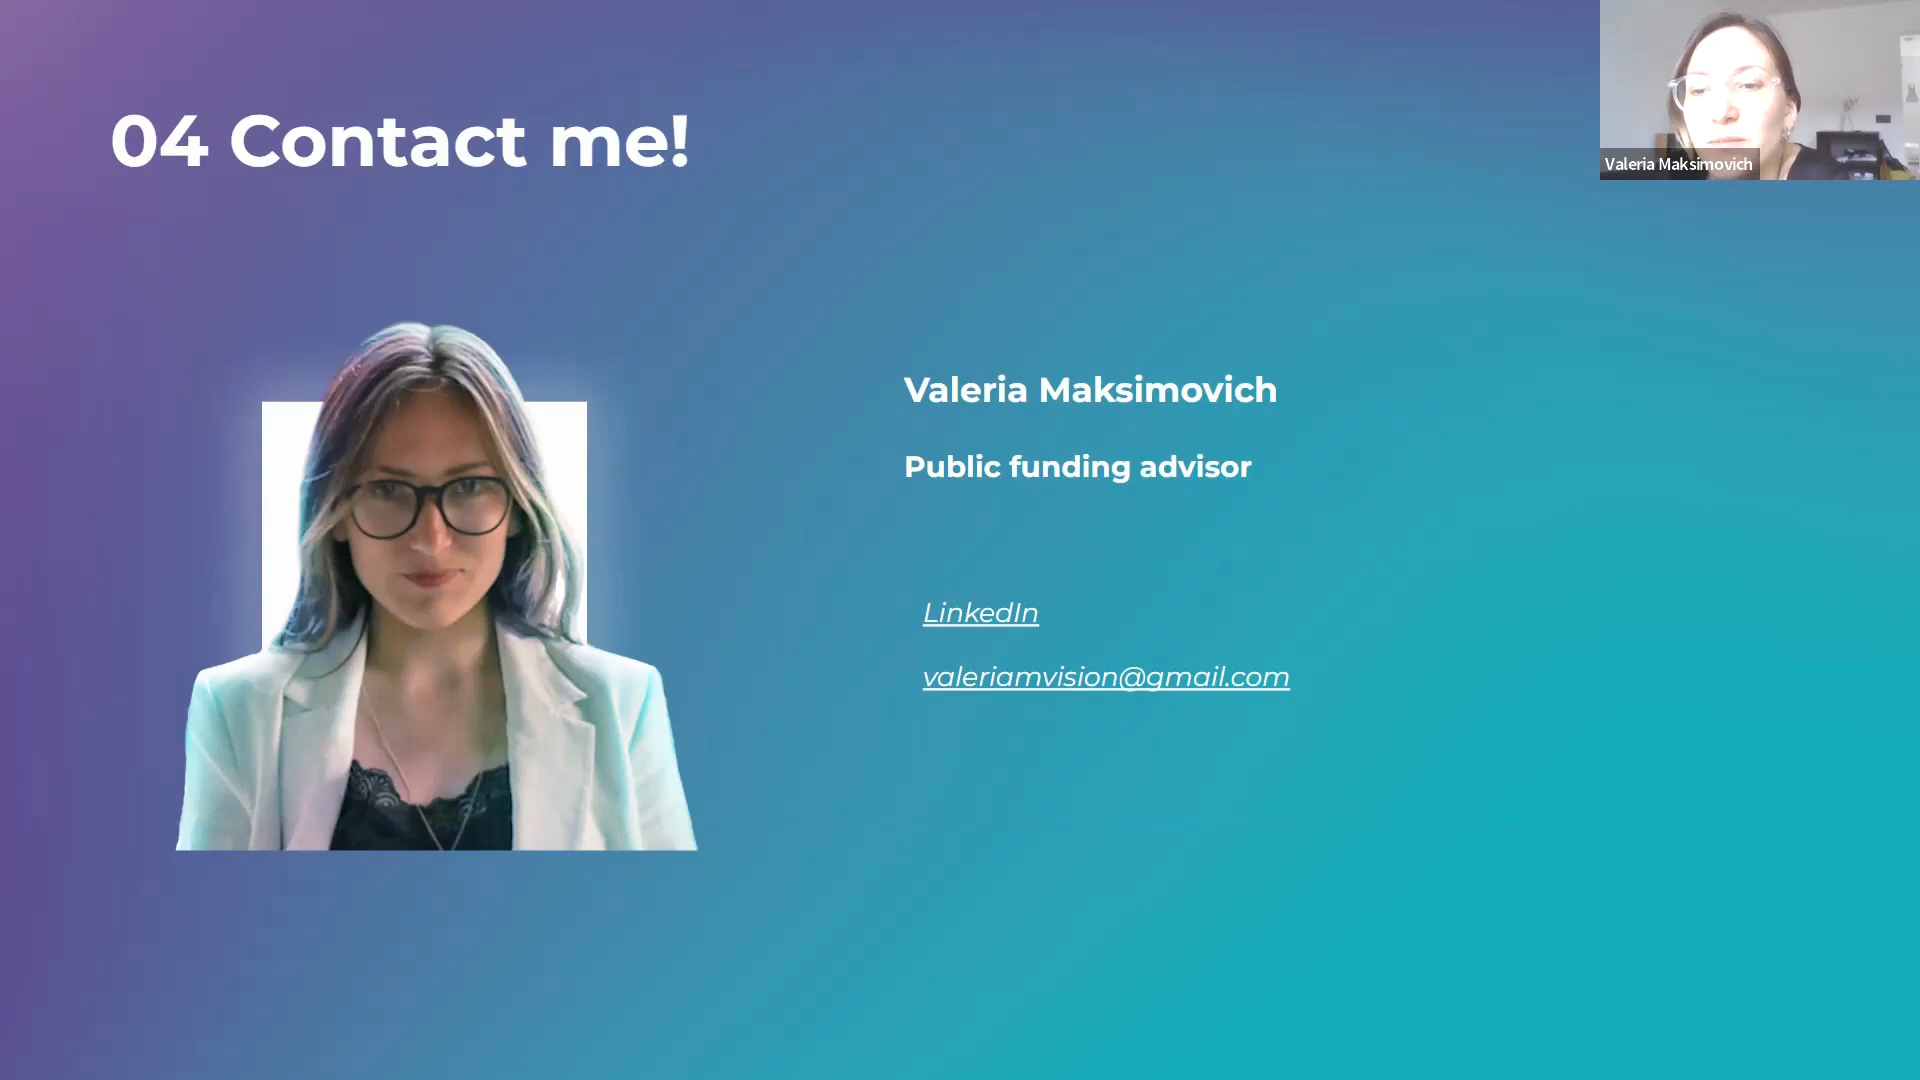 04 Contact me!
Valeria Maksimovich
Valeria Maksimovich
Public funding advisor
LinkedIn
valeriamvision@gmail.com